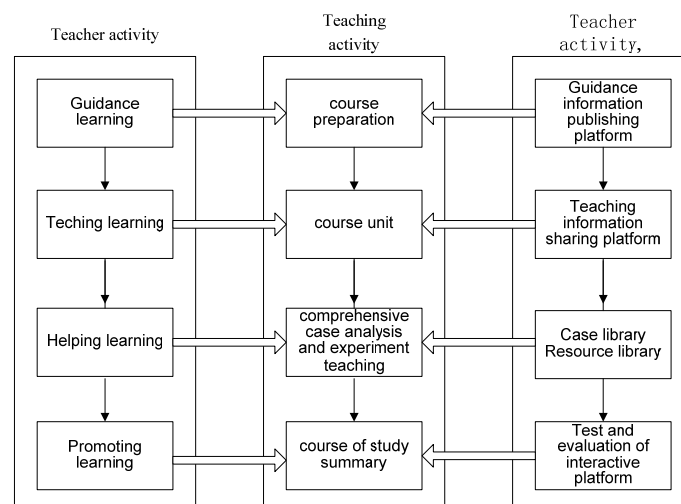 Teacher activity
Teaching
activity
Teacher
activity,
Guidance
learning
course
preparation
Guidance
information
publishing
platform
Teching learning
course unit
Teaching
information
sharing platform
Helping learning
comprehensive
case analysis
and experiment
teaching
Case library
Resource library
Promoting
learning
course of study
summary
Test and
evaluation of
interactive
platform